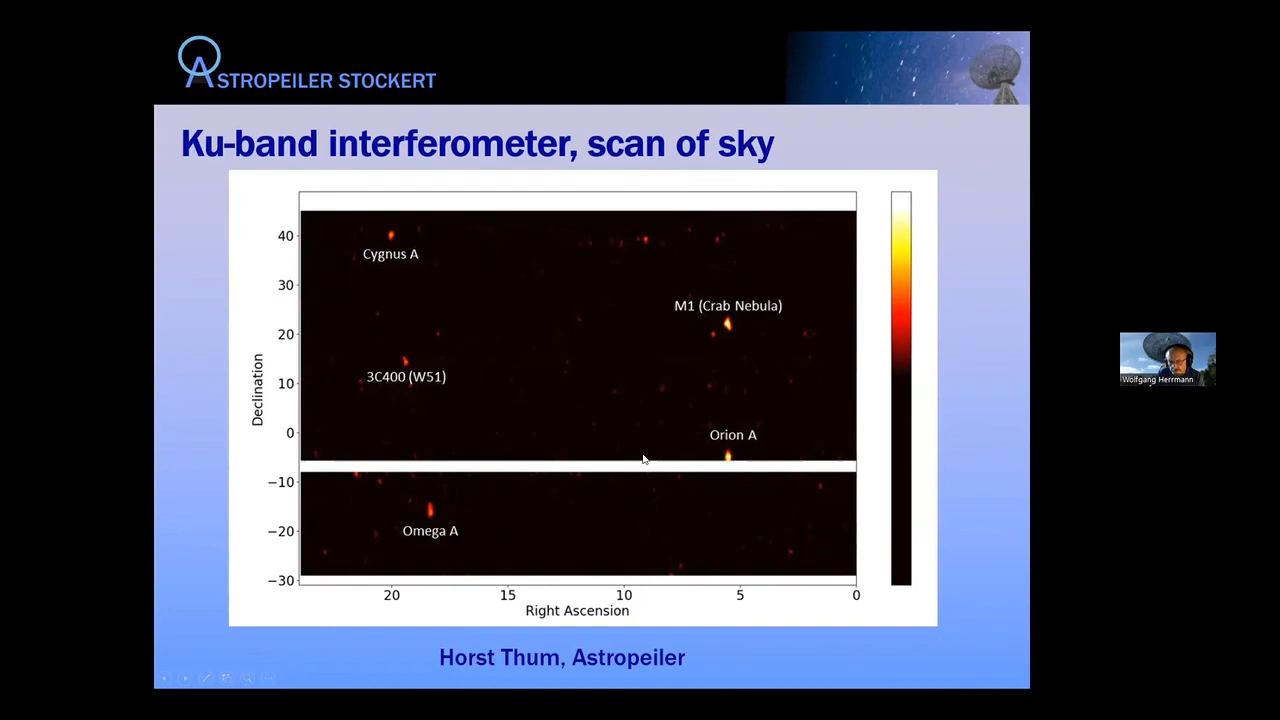 ASTROPEILER STOCKERT
Ku-band interferometer, scan of sky
40
30
20
10
0
−10
−20
−30
Declination
Cygnus A
M1 (Crab Nebula)
3C400 (W51)
Orion A
Omega A
20
15
10
5
0
Right Ascension
Horst Thum, Astropeiler
Wolfgang Herrmann